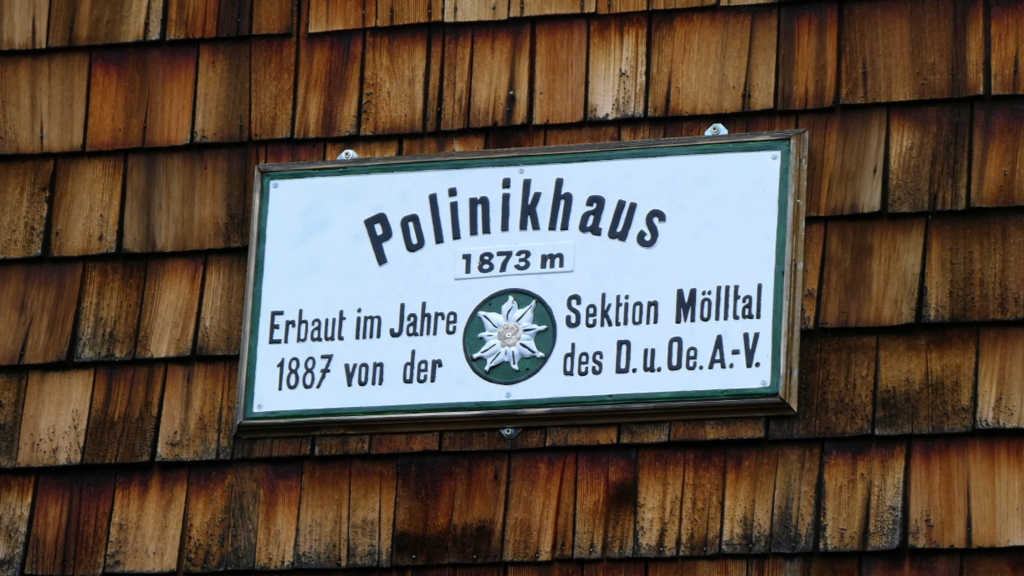 Polinikhaus
1873 m
Erbaut im Jahre Sektion Mölltal
1887 von der des D.u.Oe.A.-V.